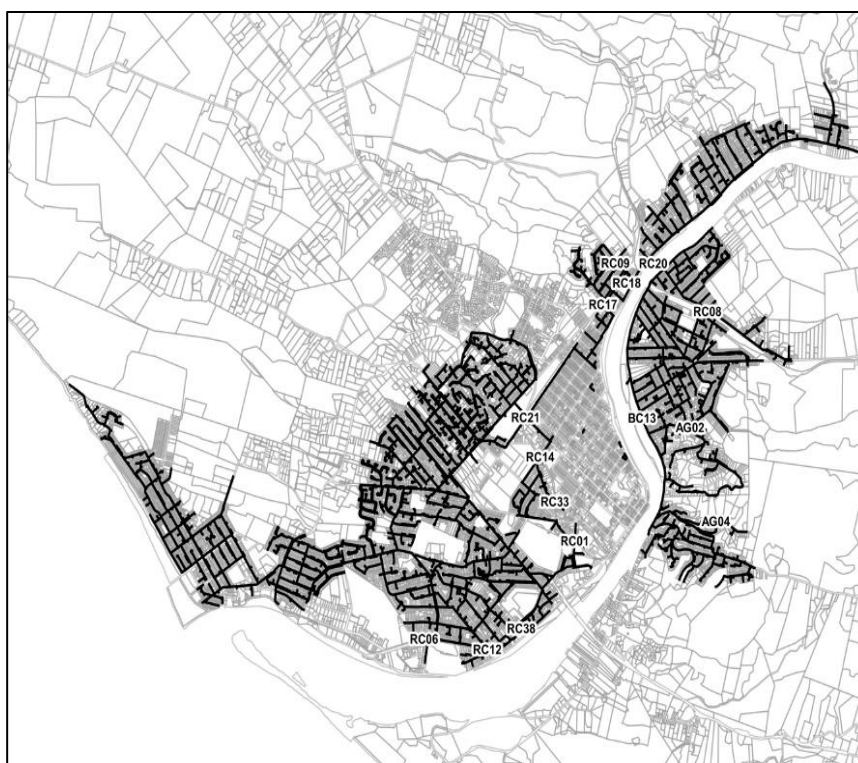 RC09
RC20
RC18
RC17
RC08
RC21
BC13
AG02
RC14
RC33
AG04
RC01
RC38
RC06
RC12